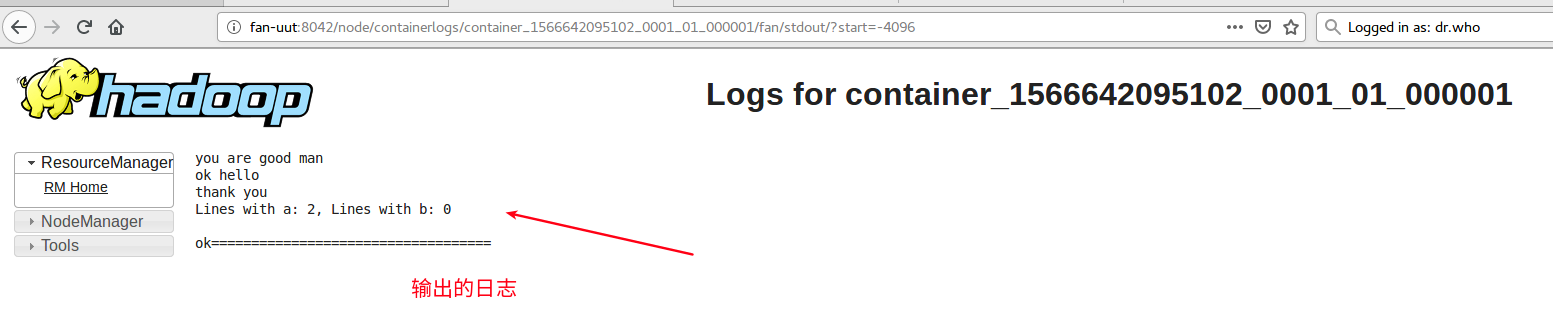 fan-uut:8042/node/containerlogs/container_1566642095102_0001_01_000001/fan/stdout/?start=-4096
Logged in as: dr.who
hadoop
Logs for container_1566642095102_0001_01_000001
ResourceManager
RM Home
NodeManager
Tools
you are good man
ok hello
thank you
Lines with a: 2, Lines with b: 0
ok===================================
输出的日志